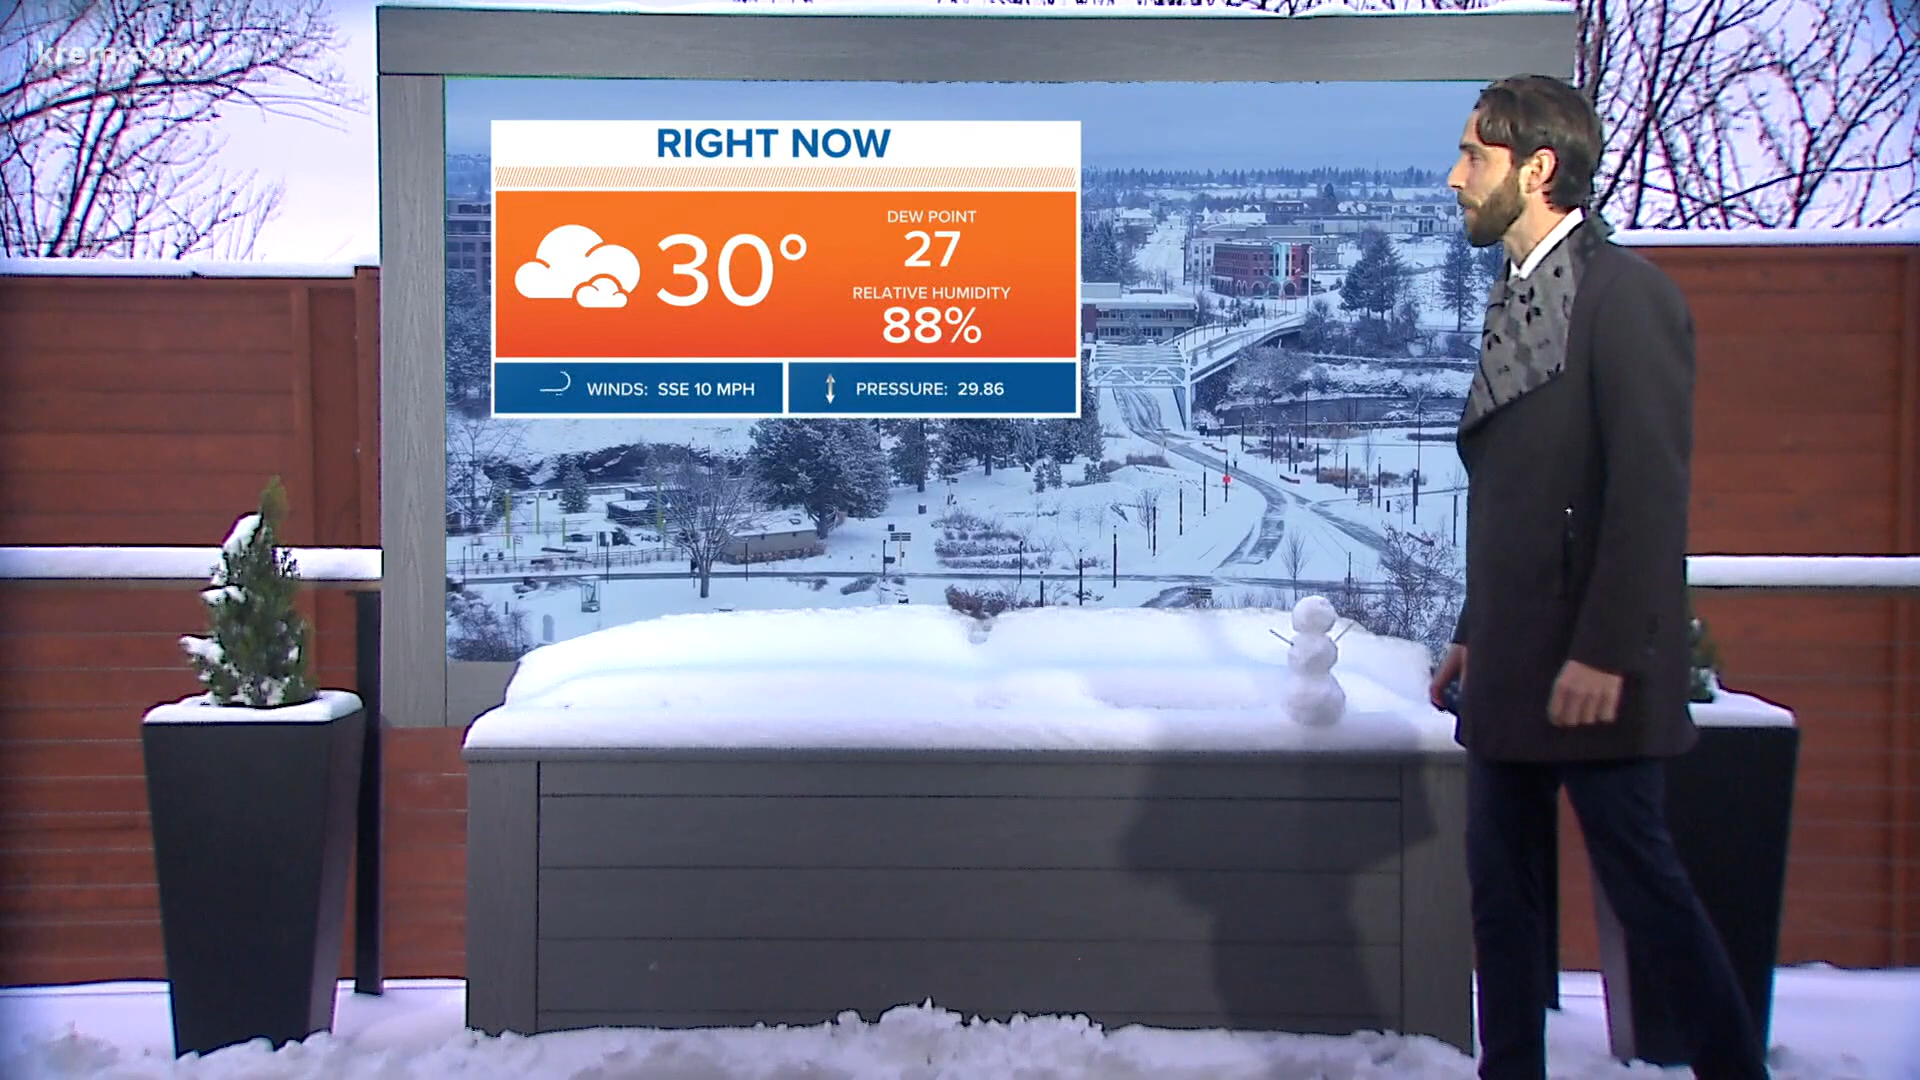 krem.com
RIGHT NOW
30°
DEW POINT
27
RELATIVE HUMIDITY
88%
WINDS: SSE 10 MPH
PRESSURE: 29.86